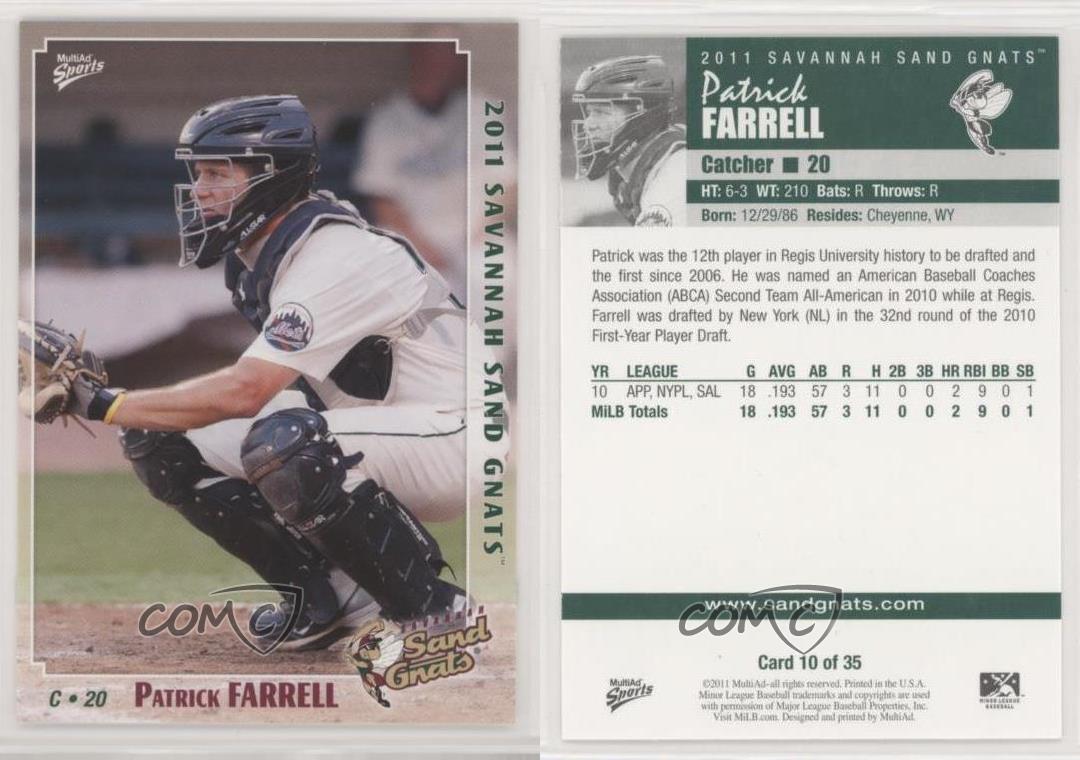 MultiAd
Sports
2011 SAVANNAH SAND GNATS™
Mets
SAVANNAH
Sand
Gnats
C • 20 PATRICK FARRELL
COMC
2011 SAVANNAH SAND GNATS™
Patrick
FARRELL
Catcher ■ 20
HT: 6-3 WT: 210 Bats: R Throws: R
Born: 12/29/86 Resides: Cheyenne, WY
Patrick was the 12th player in Regis University history to be drafted and
the first since 2006. He was named an American Baseball Coaches
Association (ABCA) Second Team All-American in 2010 while at Regis.
Farrell was drafted by New York (NL) in the 32nd round of the 2010
First-Year Player Draft.
YR LEAGUE G AVG AB R H 2B 3B HR RBI BB SB
10 APP, NYPL, SAL 18 .193 57 3 11 0 0 2 9 0 1
MiLB Totals 18 .193 57 3 11 0 0 2 9 0 1
www.sandgnats.com
COMC
Card 10 of 35
MultiAd
Sports
©2011 MultiAd-all rights reserved. Printed in the U.S.A.
Minor League Baseball trademarks and copyrights are used
with permission of Major League Baseball Properties, Inc.
Visit MiLB.com. Designed and printed by MultiAd.
MINOR LEAGUE
BASEBALL